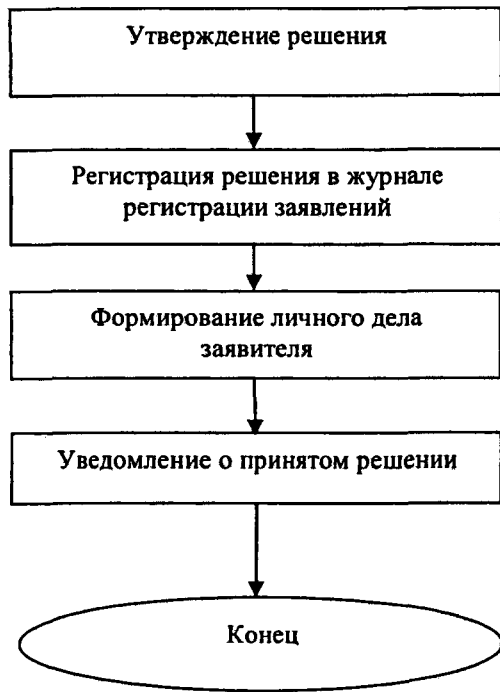 Утверждение решения
Регистрация решения в журнале
регистрации заявлений
Формирование личного дела
заявителя
Уведомление о принятом решении
Конец